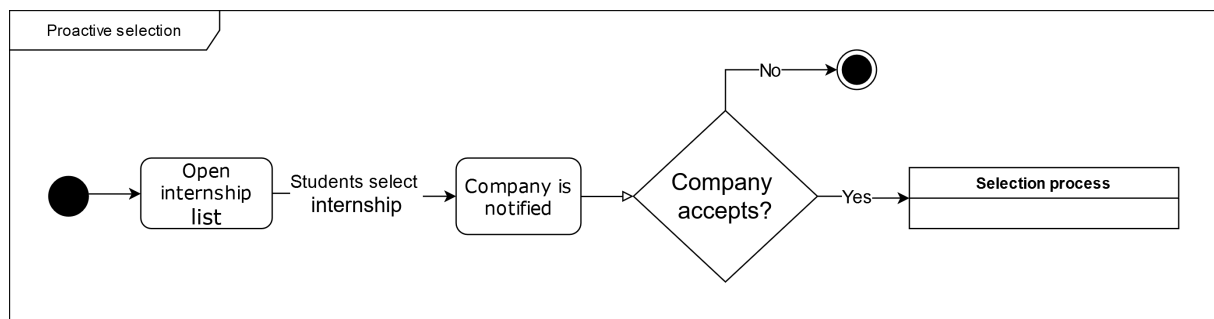 Proactive selection
No
Open
internship
list
Students select
internship
Company is
notified
Company
accepts?
Yes
Selection process